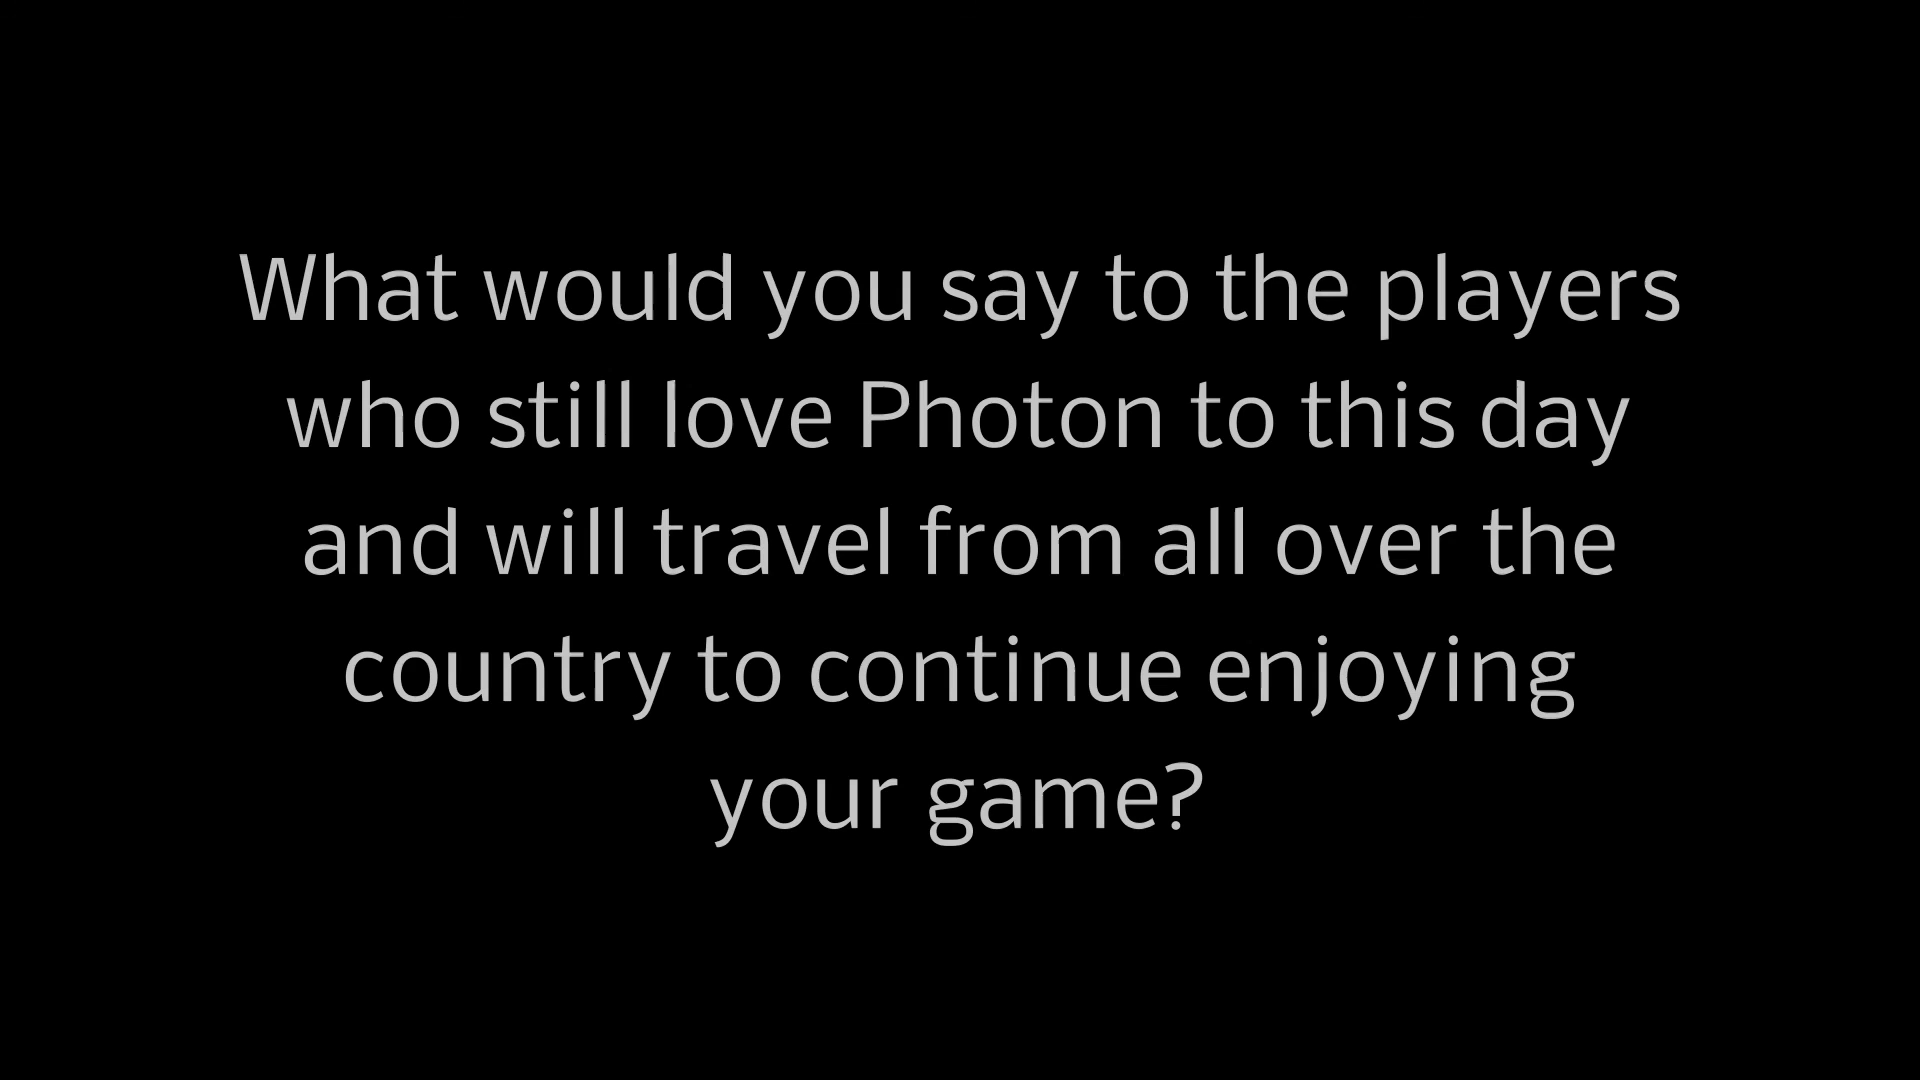 What would you say to the players
who still love Photon to this day
and will travel from all over the
country to continue enjoying
your game?